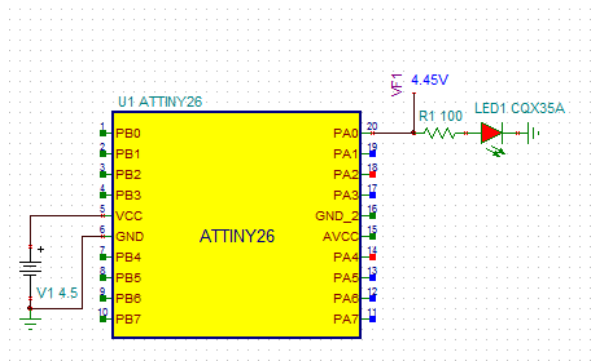 VF1 4.45V
U1 ATTINY26
R1 100
LED1 CQX35A
1 PB0 PA0 20
2 PB1 PA1 19
3 PB2 PA2 18
4 PB3 PA3 17
5 VCC GND_2 16
6 GND AVCC 15
ATTINY26
7 PB4 PA4 14
8 PB5 PA5 13
9 PB6 PA6 12
10 PB7 PA7 11
+
V1 4.5